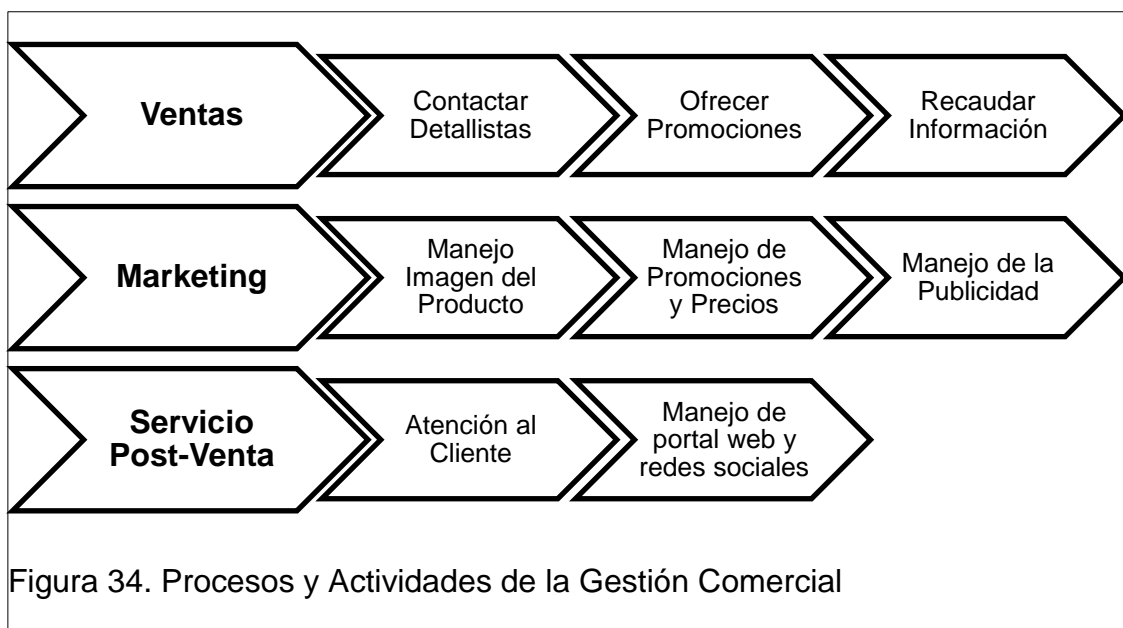 Ventas
Contactar
Detallistas
Ofrecer
Promociones
Recaudar
Información
Marketing
Manejo
Imagen del
Producto
Manejo de
Promociones
y Precios
Manejo de la
Publicidad
Servicio
Post-Venta
Atención al
Cliente
Manejo de
portal web y
redes sociales
Figura 34. Procesos y Actividades de la Gestión Comercial